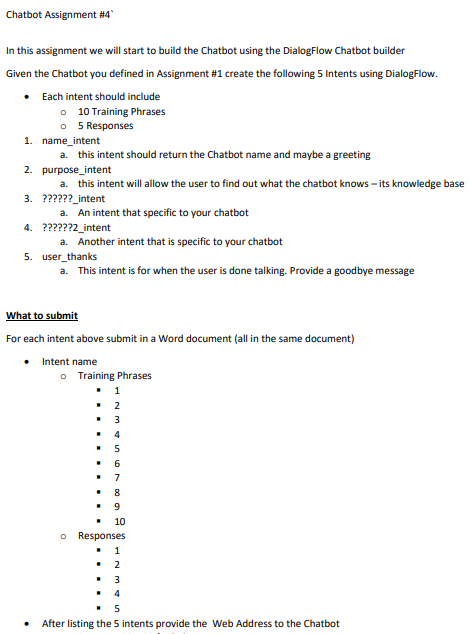 Chatbot Assignment #4`
In this assignment we will start to build the Chatbot using the DialogFlow Chatbot builder
Given the Chatbot you defined in Assignment #1 create the following 5 Intents using DialogFlow.
• Each intent should include
o 10 Training Phrases
o 5 Responses
1. name_intent
a. this intent should return the Chatbot name and maybe a greeting
2. purpose_intent
a. this intent will allow the user to find out what the chatbot knows – its knowledge base
3. ??????_intent
a. An intent that specific to your chatbot
4. ??????2_intent
a. Another intent that is specific to your chatbot
5. user_thanks
a. This intent is for when the user is done talking. Provide a goodbye message
What to submit
For each intent above submit in a Word document (all in the same document)
• Intent name
o Training Phrases
▪ 1
▪ 2
▪ 3
▪ 4
▪ 5
▪ 6
▪ 7
▪ 8
▪ 9
▪ 10
o Responses
▪ 1
▪ 2
▪ 3
▪ 4
▪ 5
• After listing the 5 intents provide the Web Address to the Chatbot